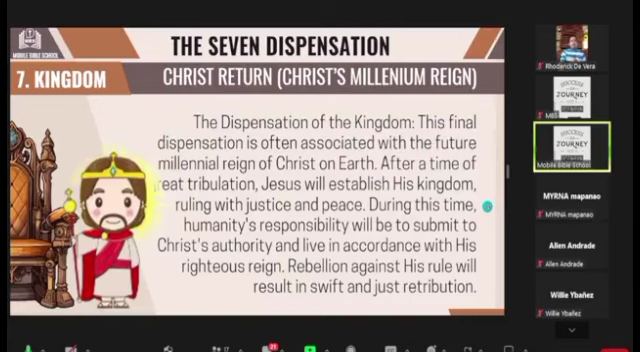 MOBILE BIBLE SCHOOL
THE SEVEN DISPENSATION
7. KINGDOM
CHRIST RETURN (CHRIST'S MILLENIUM REIGN)
The Dispensation of the Kingdom: This final
dispensation is often associated with the future
millennial reign of Christ on Earth. After a time of
reat tribulation, Jesus will establish His kingdom,
ruling with justice and peace. During this time,
humanity's responsibility will be to submit to
Christ's authority and live in accordance with His
righteous reign. Rebellion against His rule will
result in swift and just retribution.
Rhoderick De Vera
SUCCESS
JOURNEY
MBS
SUCCESS
JOURNEY
Mobile Bible School
MYRNA mapanao
MYRNA mapanao
Allen Andrade
Allen Andrade
Willie Ybañez
Willie Ybañez
21